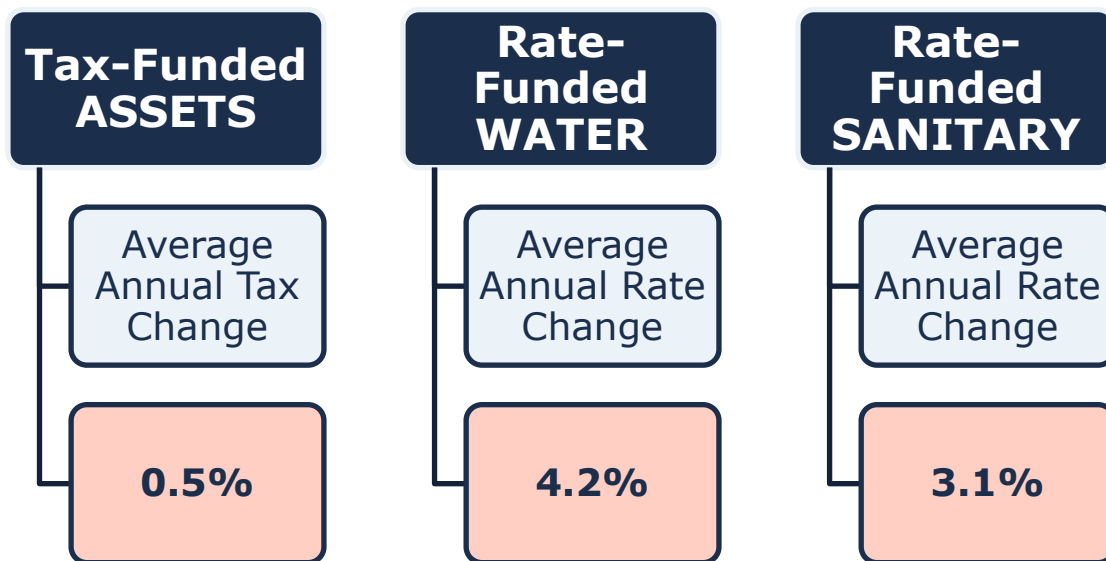 Tax-Funded
ASSETS
Average
Annual Tax
Change
0.5%
Rate-
Funded
WATER
Average
Annual Rate
Change
4.2%
Rate-
Funded
SANITARY
Average
Annual Rate
Change
3.1%